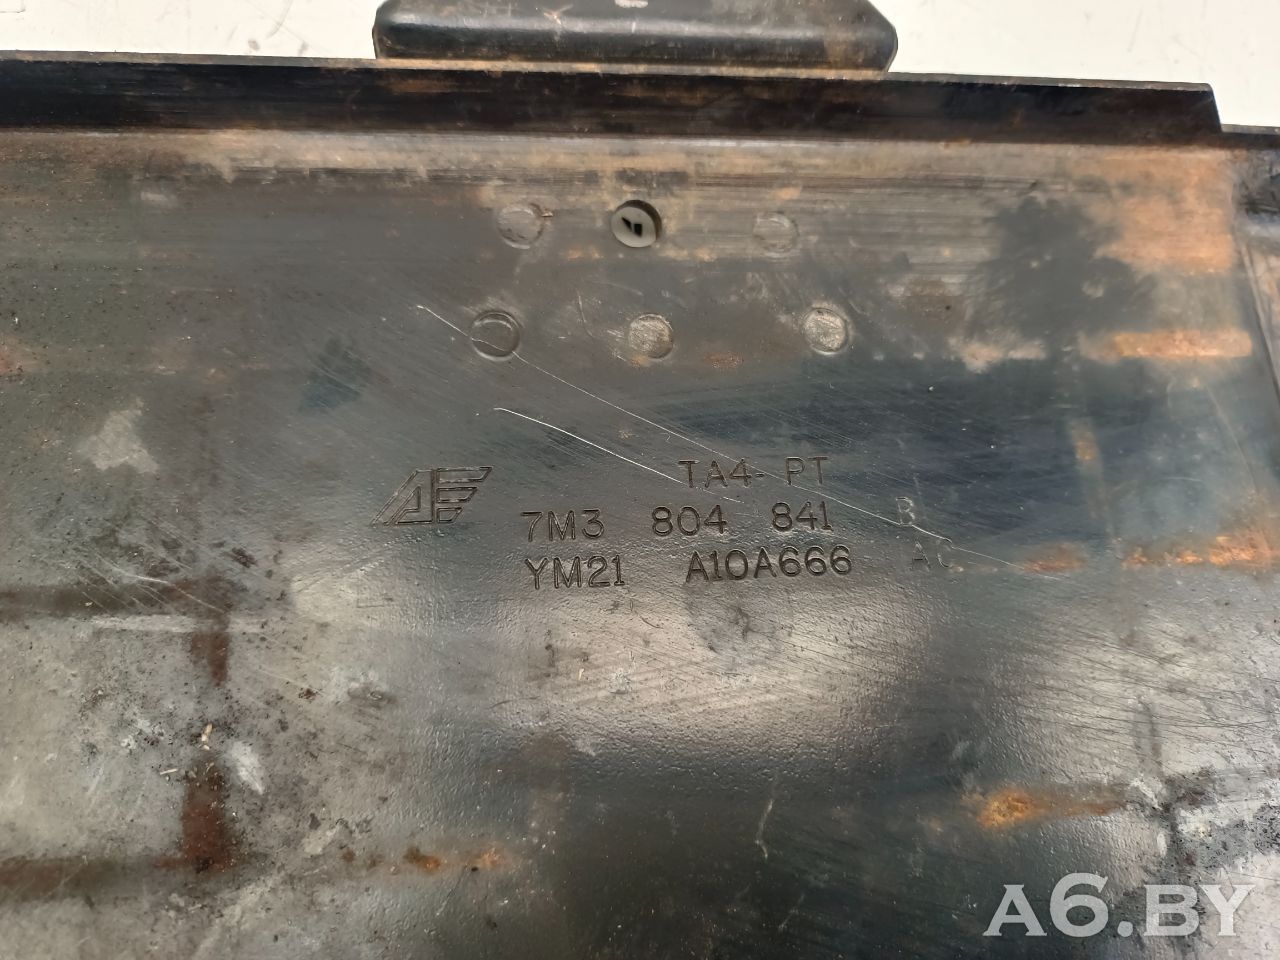 TA4-PT
7M3 804 841 B
YM21 A10A666 AC
A6.BY